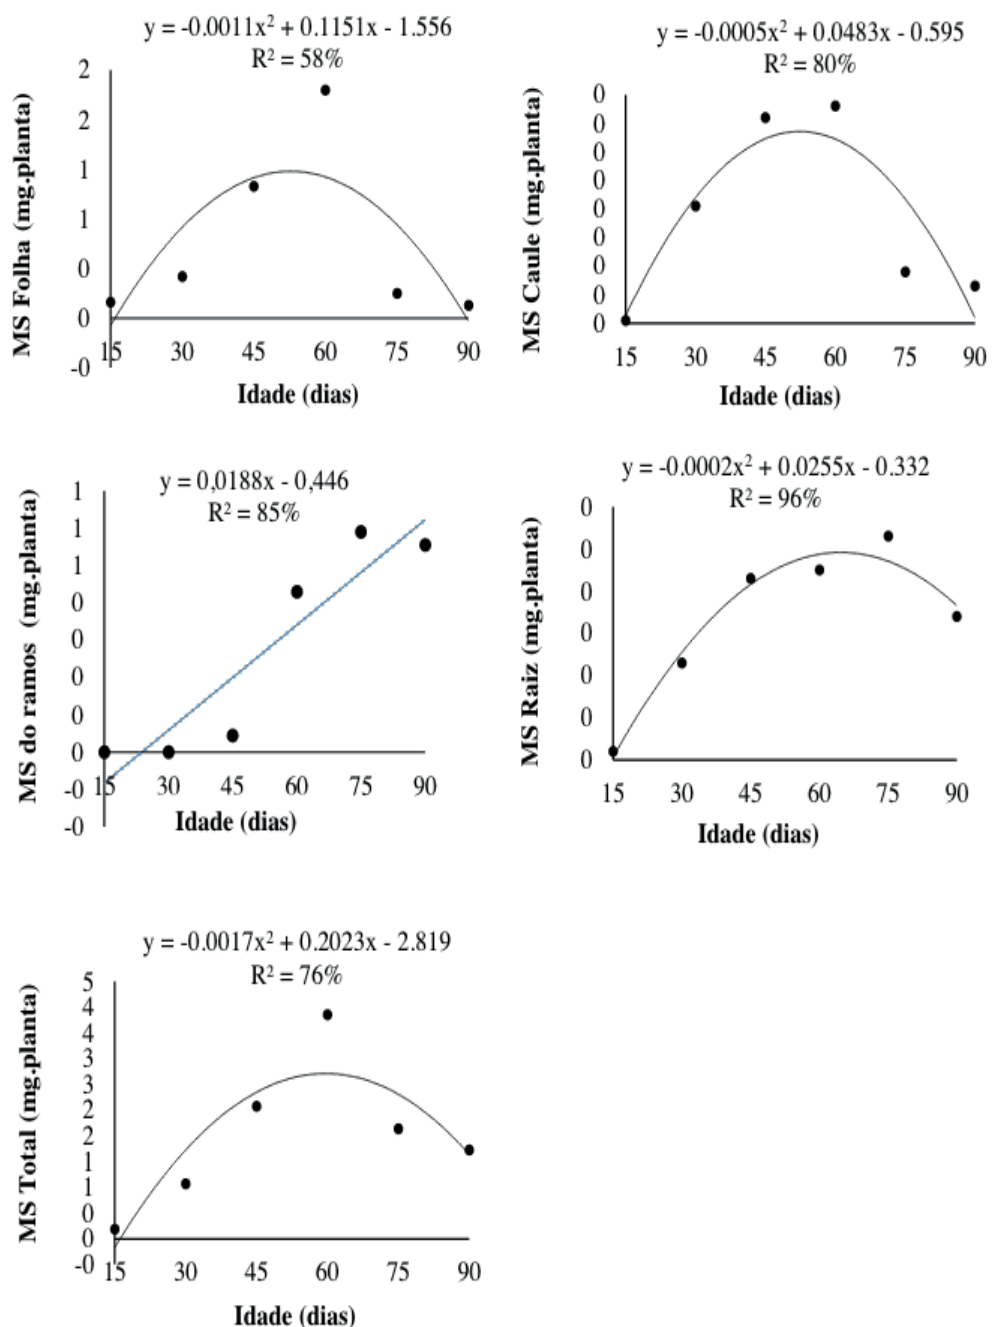 y = -0.0011x² + 0.1151x - 1.556
R² = 58%
MS Folha (mg.planta)
2
2
1
1
0
0
-0
15 30 45 60 75 90
Idade (dias)
y = -0.0005x² + 0.0483x - 0.595
R² = 80%
MS Caule (mg.planta)
0
0
0
0
0
0
0
0
0
15 30 45 60 75 90
Idade (dias)
y = 0,0188x - 0,446
R² = 85%
MS do ramos (mg.planta)
1
1
1
0
0
0
0
0
-0
-0
15 30 45 60 75 90
Idade (dias)
y = -0.0002x² + 0.0255x - 0.332
R² = 96%
MS Raiz (mg.planta)
0
0
0
0
0
0
0
15 30 45 60 75 90
Idade (dias)
y = -0.0017x² + 0.2023x - 2.819
R² = 76%
MS Total (mg.planta)
5
4
4
3
3
2
2
1
1
0
0
-0
15 30 45 60 75 90
Idade (dias)